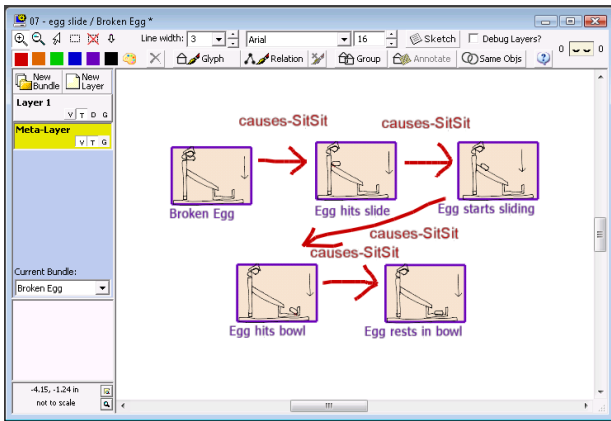 07 - egg slide / Broken Egg *
Line width: 3 Arial 16 Sketch Debug Layers? 0 0
Glyph Relation Group Annotate Same Objs
New Bundle New Layer
Layer 1
V T D G
Meta-Layer
V T G
causes-SitSit causes-SitSit
Broken Egg Egg hits slide Egg starts sliding
causes-SitSit
causes-SitSit
Egg hits bowl Egg rests in bowl
Current Bundle:
Broken Egg
-4.15, -1.24 in
not to scale